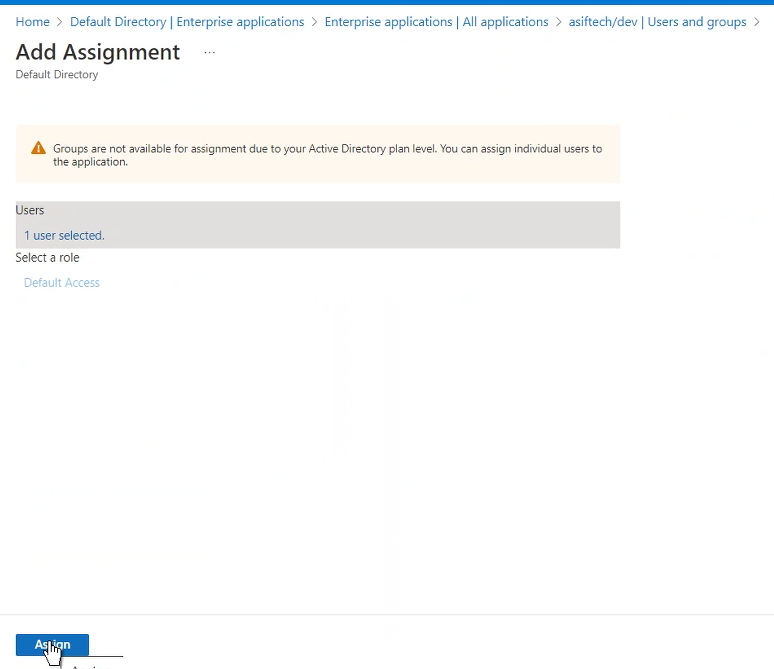 Home > Default Directory | Enterprise applications > Enterprise applications | All applications > asiftech/dev | Users and groups >
Add Assignment ...
Default Directory
Groups are not available for assignment due to your Active Directory plan level. You can assign individual users to
the application.
Users
1 user selected.
Select a role
Default Access
Assign